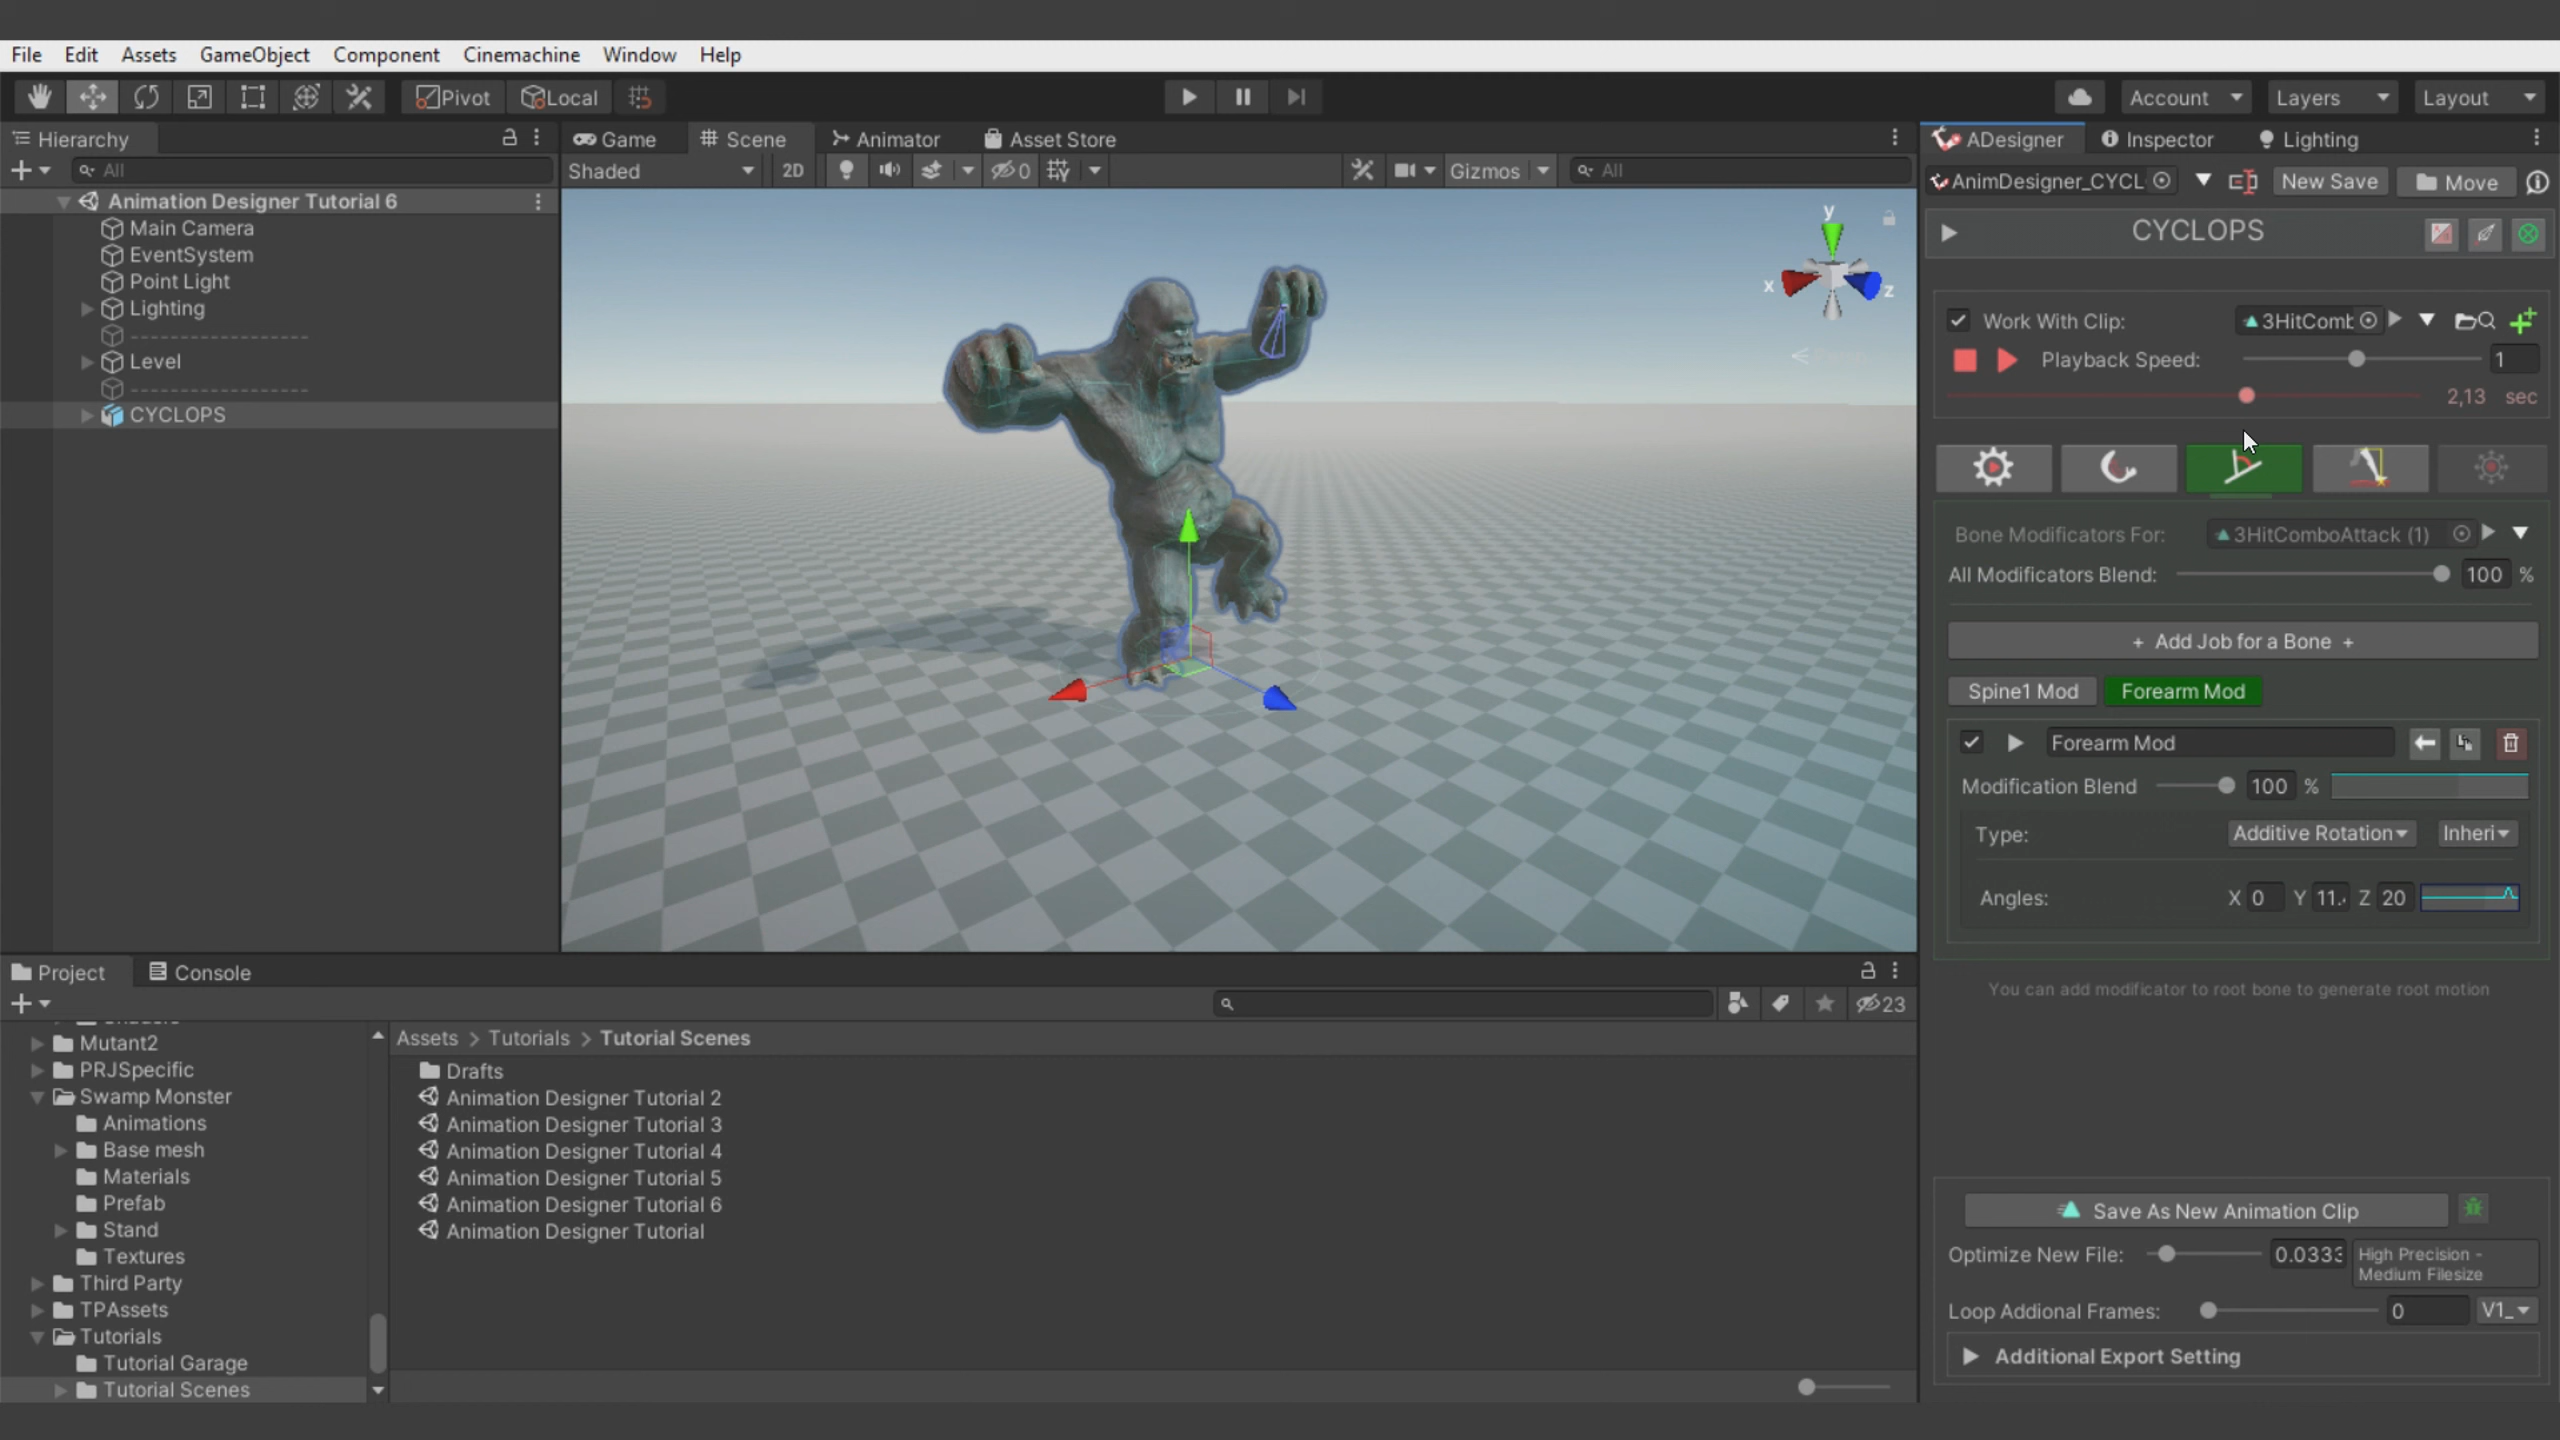 File Edit Assets GameObject Component Cinemachine Window Help
Pivot Local Account Layers Layout
Hierarchy
All
Animation Designer Tutorial 6
Main Camera
EventSystem
Point Light
Lighting
------------------
Level
------------------
CYCLOPS
Game Scene Animator Asset Store
Shaded 2D 0 Gizmos All
y
x z
ADesigner Inspector Lighting
AnimDesigner_CYCL New Save Move
CYCLOPS
Work With Clip: 3HitComb
Playback Speed: 1
2,13 sec
Bone Modificators For: 3HitComboAttack (1)
All Modificators Blend: 100 %
+ Add Job for a Bone +
Spine1 Mod Forearm Mod
Forearm Mod
Modification Blend 100 %
Type: Additive Rotation Inheri
Angles: X 0 Y 11. Z 20
You can add modificator to root bone to generate root motion
Save As New Animation Clip
Optimize New File: 0.0333 High Precision -
Medium Filesize
Loop Addional Frames: 0 V1_
Additional Export Setting
Project Console
23
Mutant2
PRJSpecific
Swamp Monster
Animations
Base mesh
Materials
Prefab
Stand
Textures
Third Party
TPAssets
Tutorials
Tutorial Garage
Tutorial Scenes
Assets > Tutorials > Tutorial Scenes
Drafts
Animation Designer Tutorial 2
Animation Designer Tutorial 3
Animation Designer Tutorial 4
Animation Designer Tutorial 5
Animation Designer Tutorial 6
Animation Designer Tutorial